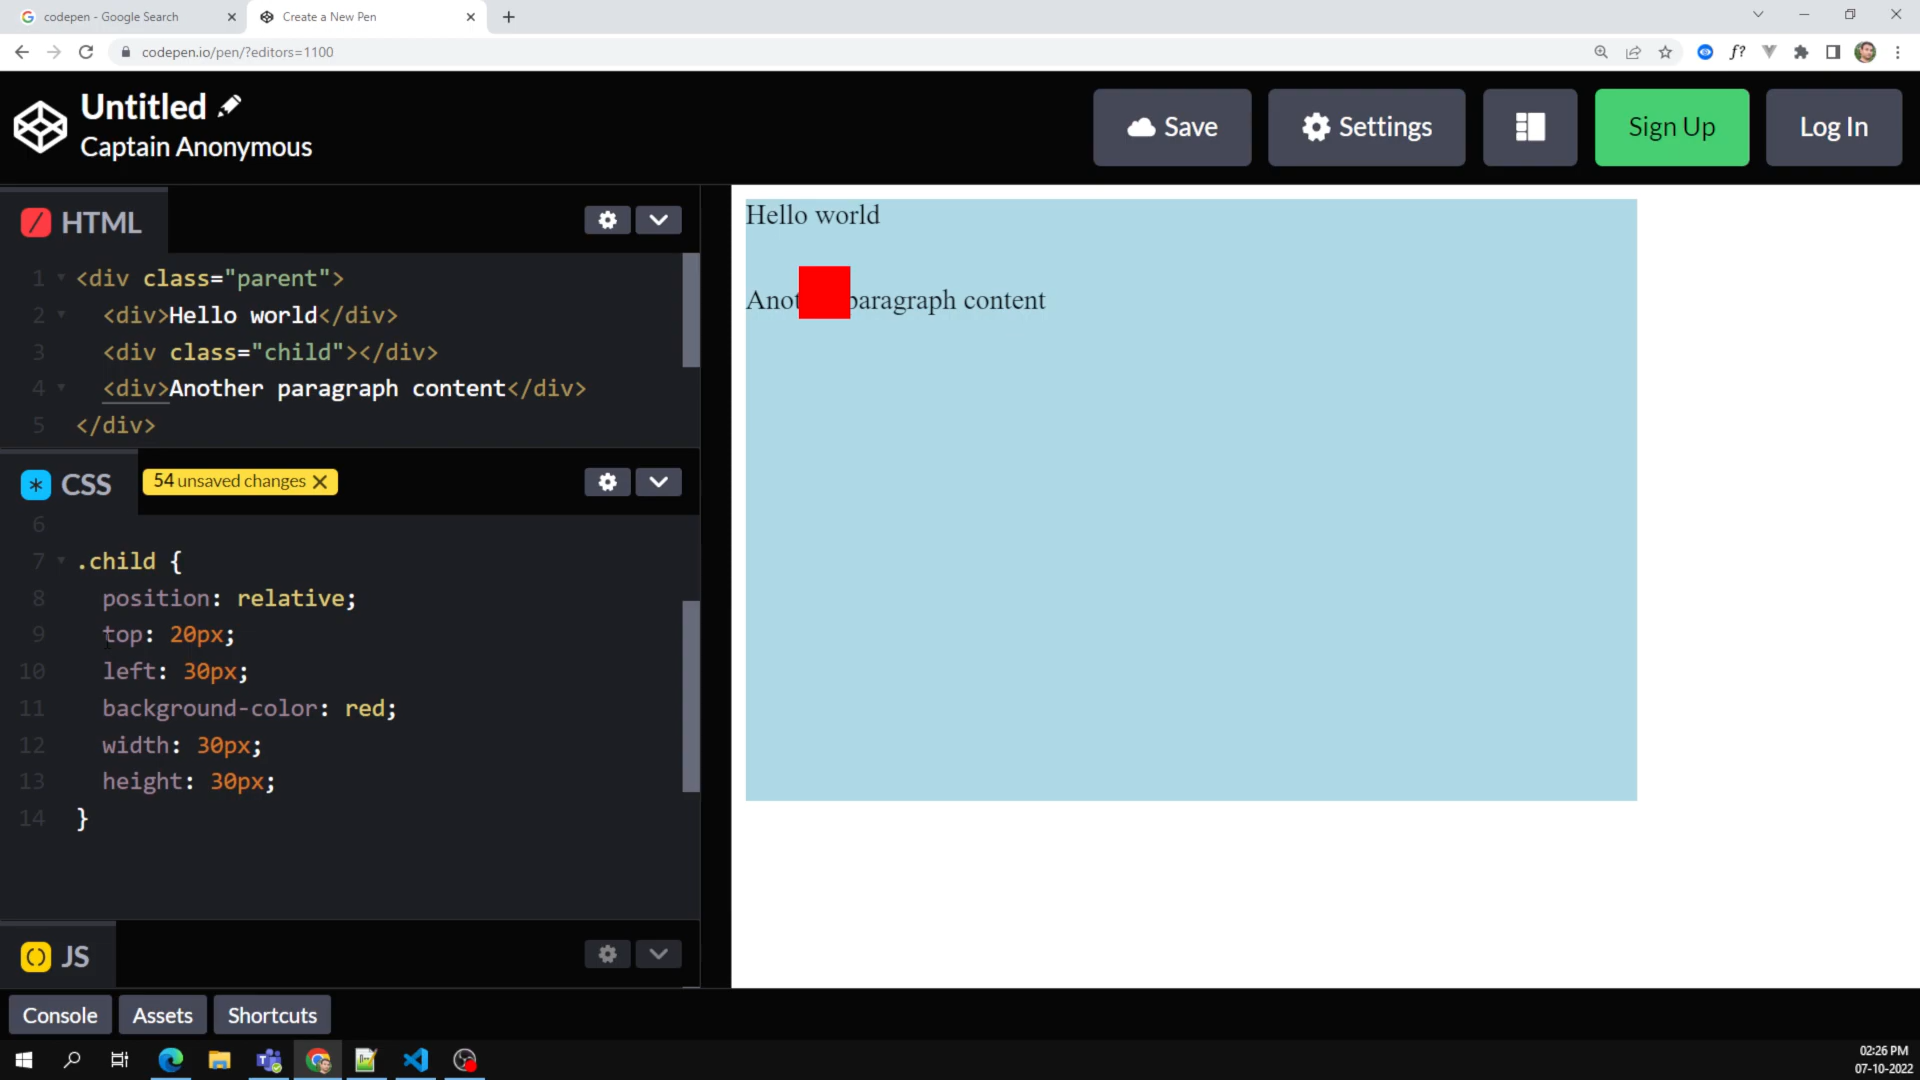 codepen - Google Search
Create a New Pen
codepen.io/pen/?editors=1100
Untitled
Captain Anonymous
Save
Settings
Sign Up
Log In
HTML
1 <div class="parent">
2 <div>Hello world</div>
3 <div class="child"></div>
4 <div>Another paragraph content</div>
5 </div>
CSS
54 unsaved changes
6
7 .child {
8 position: relative;
9 top: 20px;
10 left: 30px;
11 background-color: red;
12 width: 30px;
13 height: 30px;
14 }
JS
Hello world
Anot paragraph content
Console
Assets
Shortcuts
02:26 PM
07-10-2022